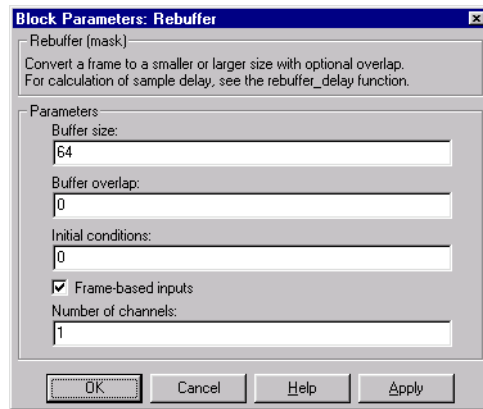 Block Parameters: Rebuffer
Rebuffer (mask)
Convert a frame to a smaller or larger size with optional overlap.
For calculation of sample delay, see the rebuffer_delay function.
Parameters
Buffer size:
64
Buffer overlap:
0
Initial conditions:
0
Frame-based inputs
Number of channels:
1
OK Cancel Help Apply